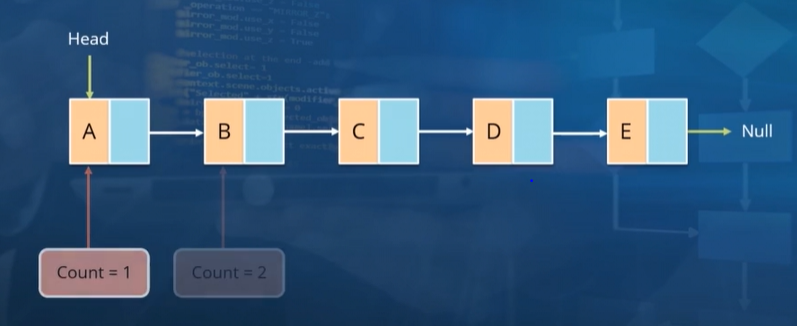 Head
A B C D E Null
Count = 1 Count = 2